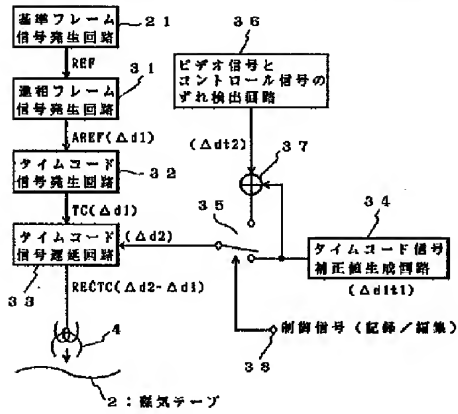 基準フレーム
信号発生回路
21
REF
進相フレーム
信号発生回路
31
AREF(Δd1)
タイムコード
信号発生回路
32
TC(Δd1)
タイムコード
信号遅延回路
33
(Δd2)
RECTC(Δd2-Δd1)
4
2:磁気テープ
36
ビデオ信号と
コントロール信号の
ずれ検出回路
(Δdt2)
37
35
34
タイムコード信号
補正値生成回路
(Δdit1)
制御信号(記録/編集)
38